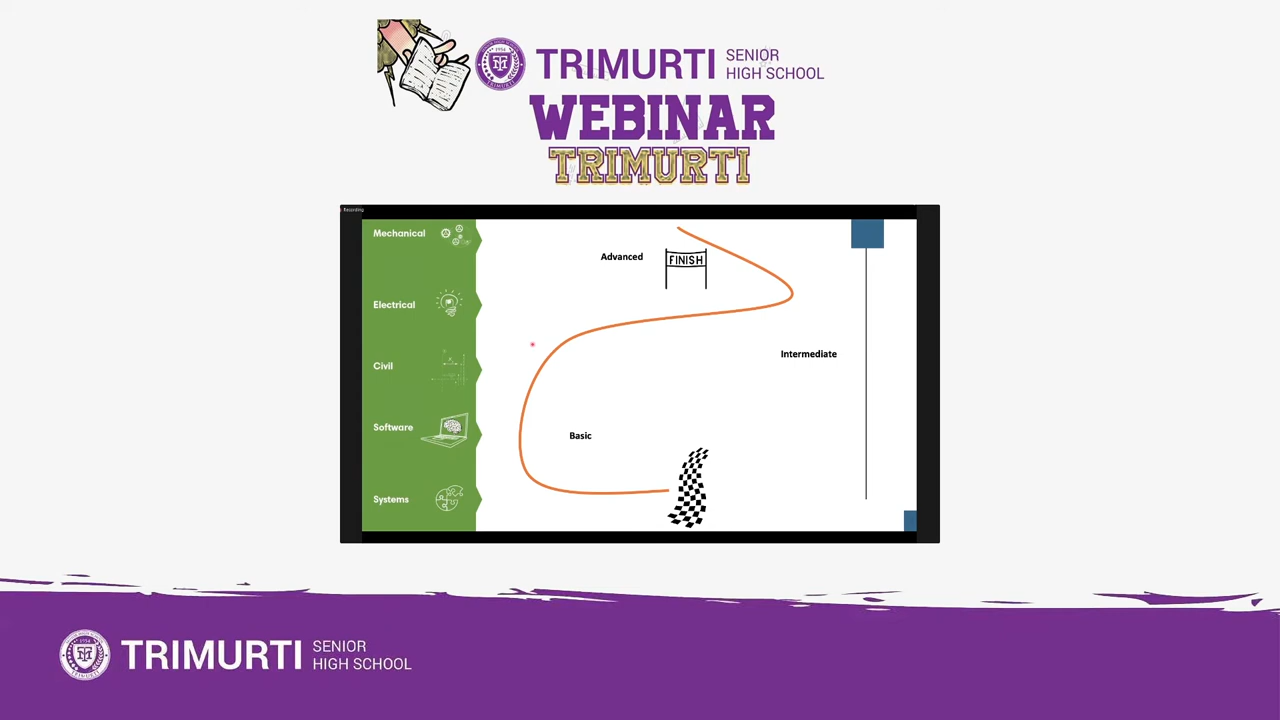 TRIMURTI SENIOR HIGH SCHOOL
WEBINAR
TRIMURTI
Recording
Mechanical
Electrical
Civil
Software
Systems
Advanced
FINISH
Intermediate
Basic
TRIMURTI SENIOR HIGH SCHOOL